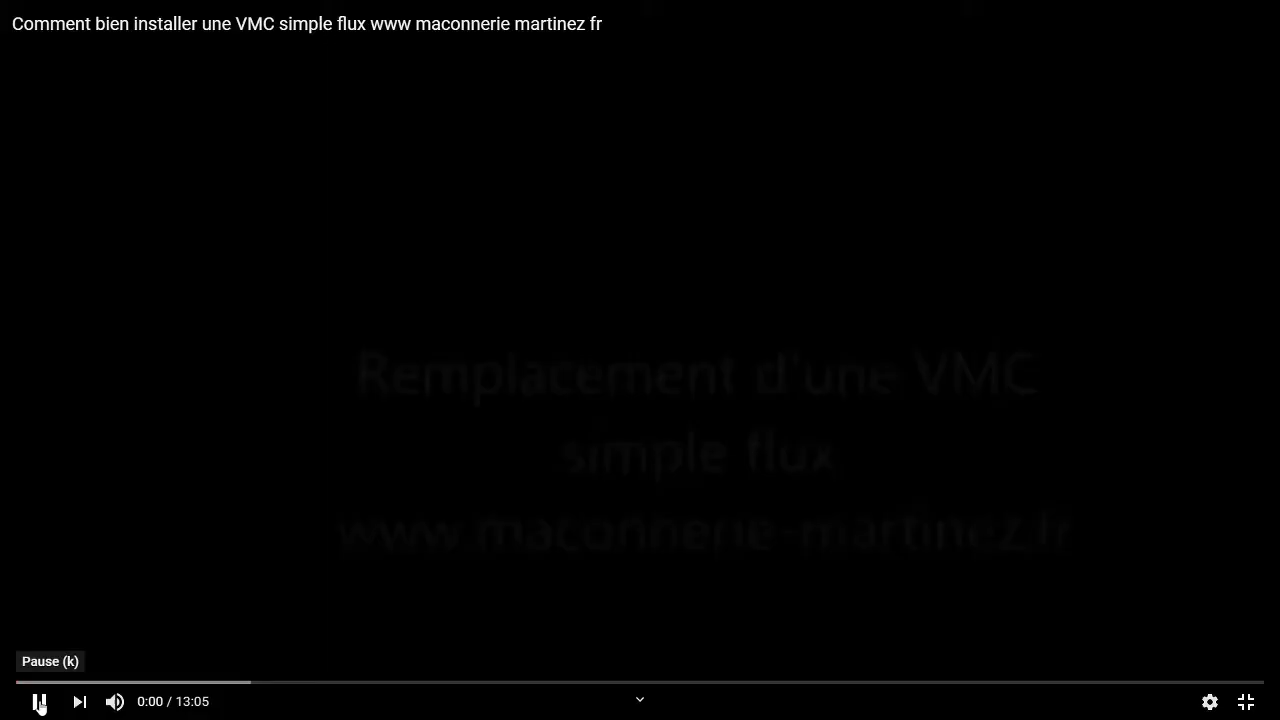 Comment bien installer une VMC simple flux www maconnerie martinez fr
Remplacement d'une VMC
simple flux
www.maconnerie-martinez.fr
Pause (k)
0:00 / 13:05